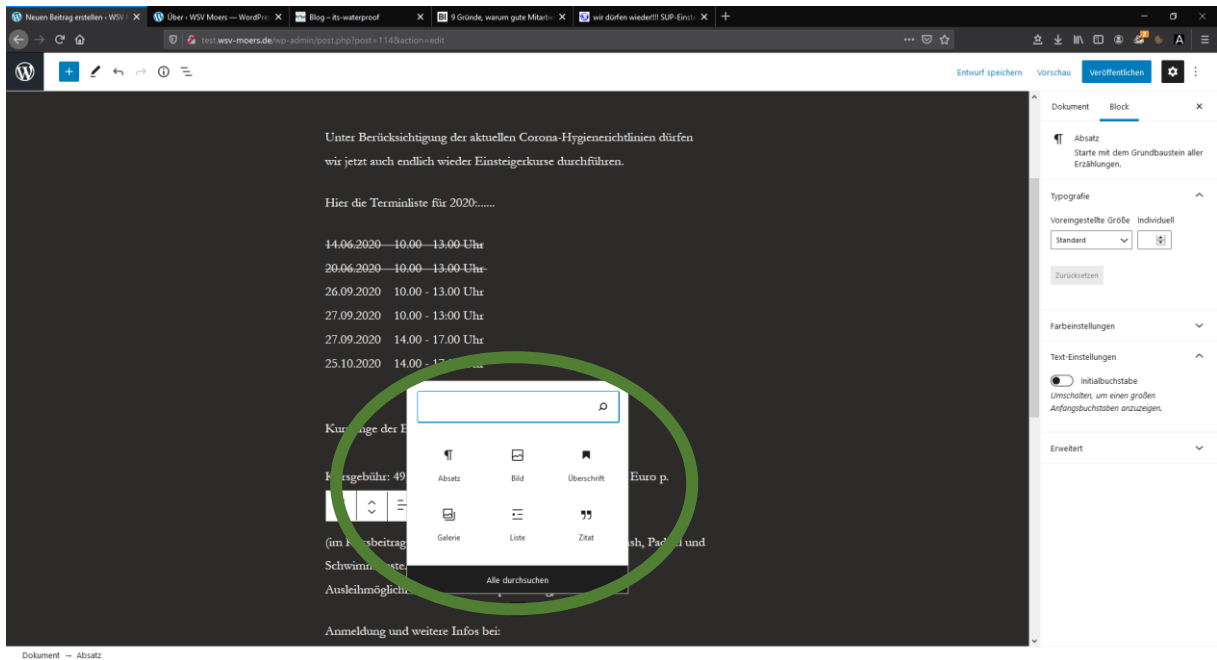 Neuen Beitrag erstellen ‹ WSV
Über ‹ WSV Moers — WordPre
Blog – its-waterproof
BI 9 Gründe, warum gute Mitarbe
wir dürfen wieder!!!! SUP-Einst
test.wsv-moers.de/wp-admin/post.php?post=114&action=edit
Entwurf speichern Vorschau Veröffentlichen
Dokument Block
Absatz
Starte mit dem Grundbaustein aller
Erzählungen.
Typografie
Voreingestellte Größe Individuell
Standard
Zurücksetzen
Farbeinstellungen
Text-Einstellungen
Initialbuchstabe
Umschalten, um einen großen
Anfangsbuchstaben anzuzeigen.
Erweitert
Unter Berücksichtigung der aktuellen Corona-Hygienerichtlinien dürfen
wir jetzt auch endlich wieder Einsteigerkurse durchführen.
Hier die Terminliste für 2020:......
14.06.2020 10.00 - 13.00 Uhr
20.06.2020 10.00 - 13.00 Uhr
26.09.2020 10.00 - 13.00 Uhr
27.09.2020 10.00 - 13:00 Uhr
27.09.2020 14.00 - 17.00 Uhr
25.10.2020 14.00 - Uhr
der E
49 Euro p.
Absatz Bild Überschrift
Galerie Liste Zitat
Alle durchsuchen
(im und
Anmeldung und weitere Infos bei:
Dokument → Absatz